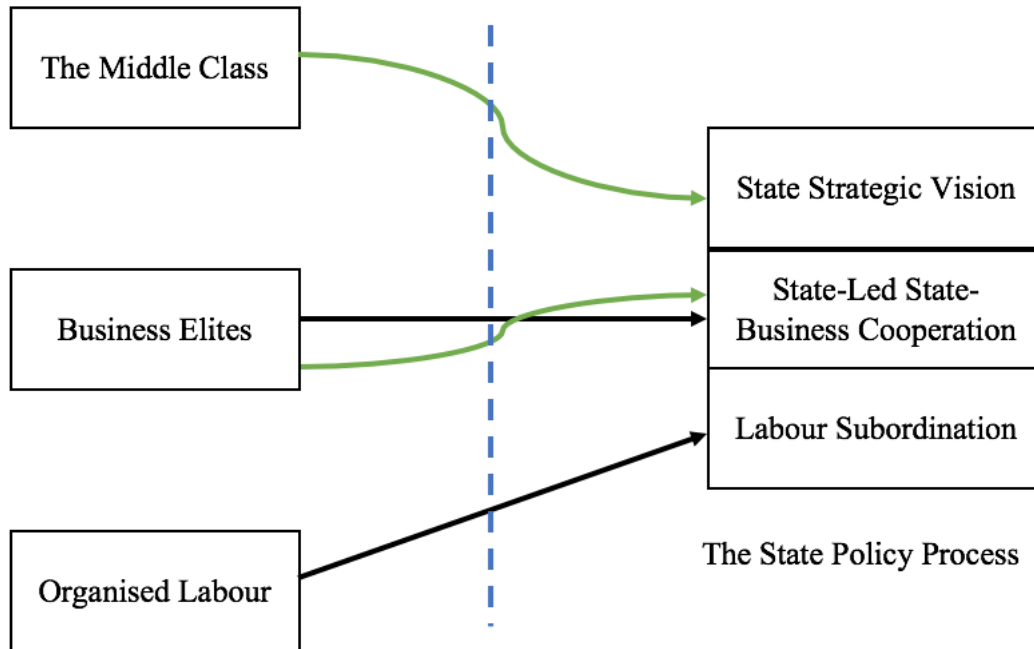 The Middle Class
State Strategic Vision
Business Elites
State-Led State-
Business Cooperation
Labour Subordination
The State Policy Process
Organised Labour